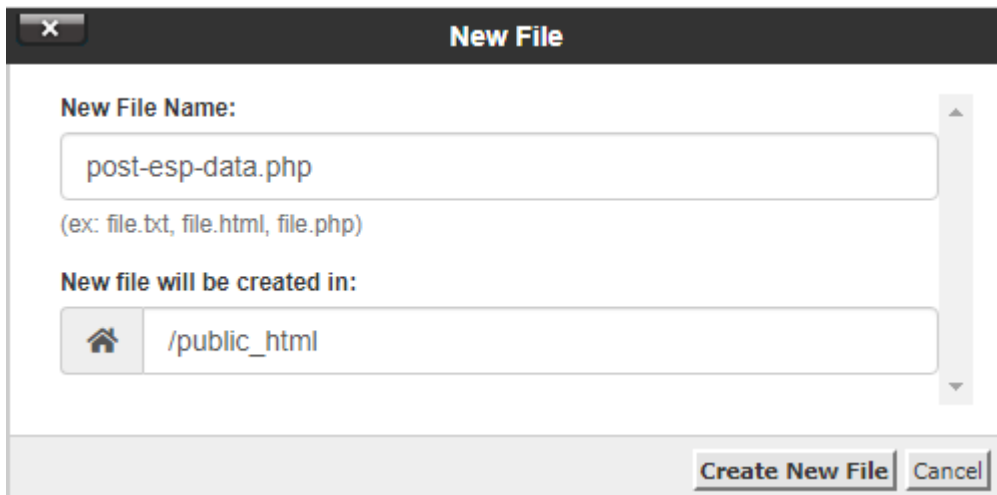 New File
New File Name:
post-esp-data.php
(ex: file.txt, file.html, file.php)
New file will be created in:
/public_html
Create New File Cancel